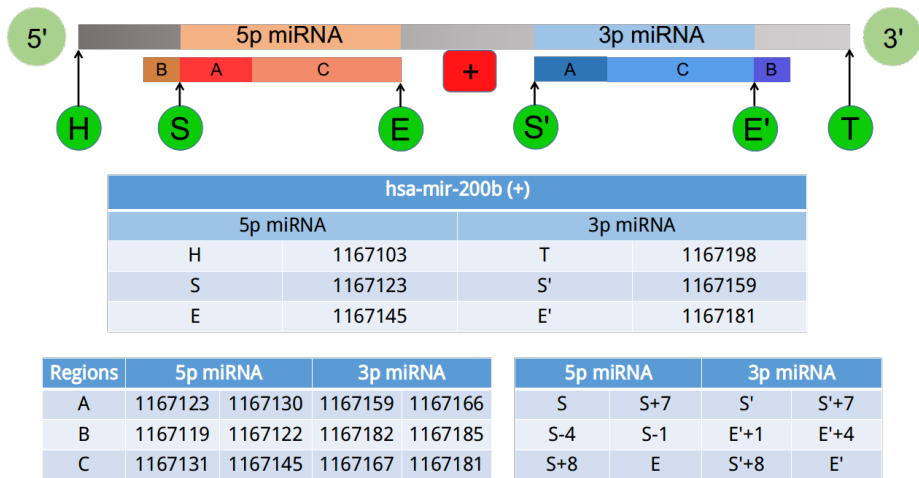 5' 5p miRNA 3p miRNA 3'
B A C + A C B
H S E S' E' T
hsa-mir-200b (+)
5p miRNA 3p miRNA
H 1167103 T 1167198
S 1167123 S' 1167159
E 1167145 E' 1167181
Regions 5p miRNA 3p miRNA
A 1167123 1167130 1167159 1167166
B 1167119 1167122 1167182 1167185
C 1167131 1167145 1167167 1167181
5p miRNA 3p miRNA
S S+7 S' S'+7
S-4 S-1 E'+1 E'+4
S+8 E S'+8 E'